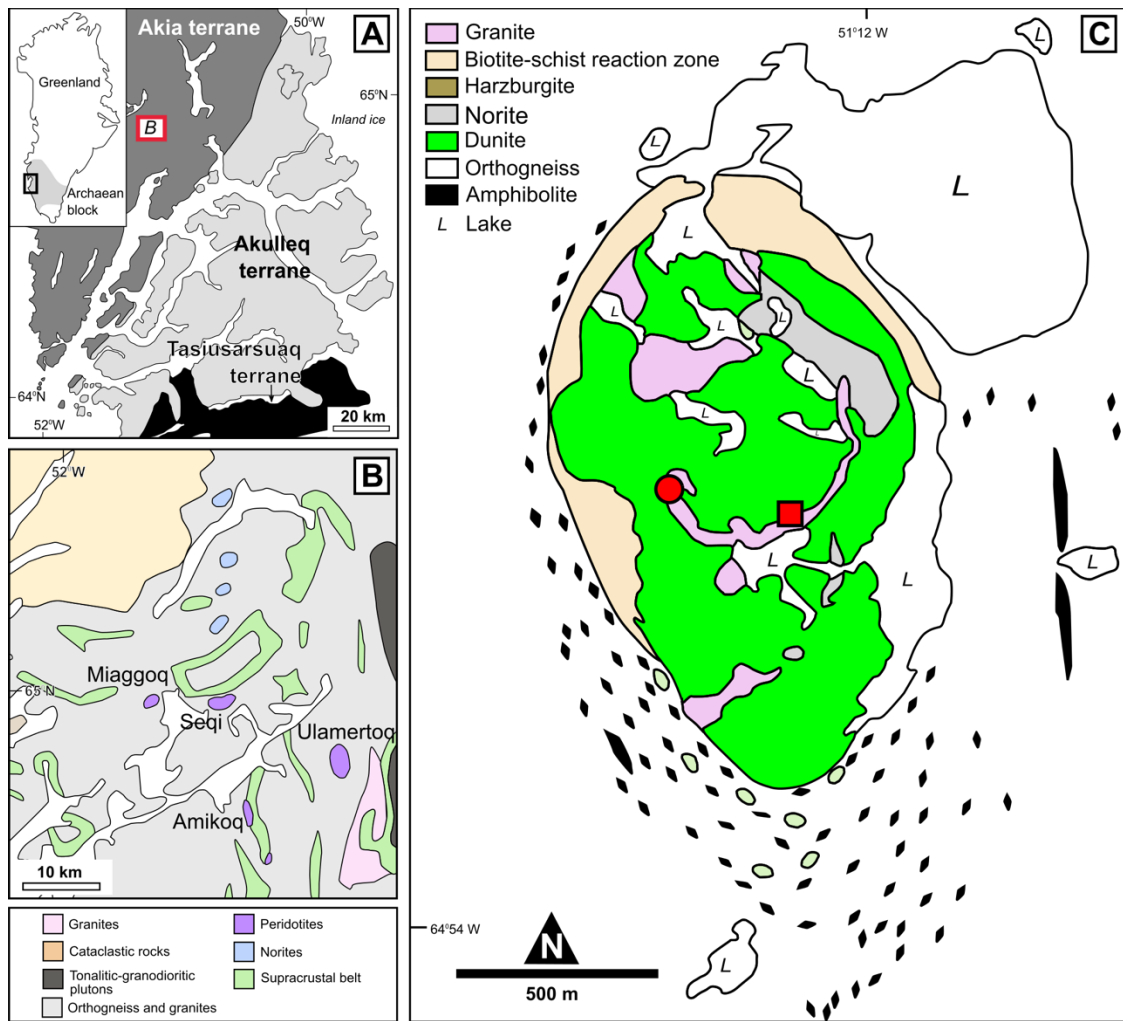 A
Akia terrane
50°W
Greenland
65°N
Inland ice
B
Archaean
block
Akulleq
terrane
Tasiusarsuaq
terrane
64°N
52°W
20 km
B
52°W
Miaggoq
65°N
Seqi
Ulamertoq
Amikoq
10 km
Granites
Cataclastic rocks
Tonalitic-granodioritic
plutons
Orthogneiss and granites
Peridotites
Norites
Supracrustal belt
C
51°12 W
Granite
Biotite-schist reaction zone
Harzburgite
Norite
Dunite
Orthogneiss
Amphibolite
L Lake
L
L
L
L
L
L
L
L
L
L
L
L
L
L
64°54 W
N
500 m
L